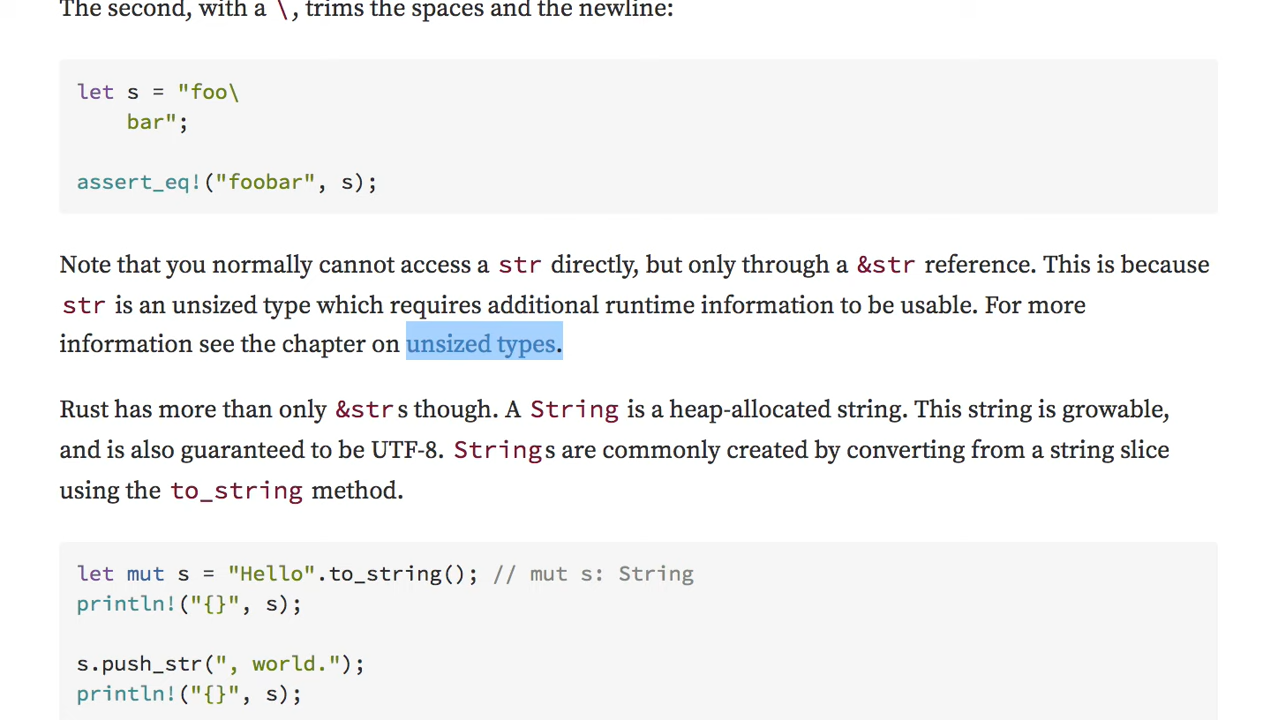 The second, with a \, trims the spaces and the newline:
let s = "foo\
    bar";
assert_eq!("foobar", s);
Note that you normally cannot access a str directly, but only through a &str reference. This is because
str is an unsized type which requires additional runtime information to be usable. For more
information see the chapter on unsized types.
Rust has more than only &strs though. A String is a heap-allocated string. This string is growable,
and is also guaranteed to be UTF-8. Strings are commonly created by converting from a string slice
using the to_string method.
let mut s = "Hello".to_string(); // mut s: String
println!("{}", s);
s.push_str(", world.");
println!("{}", s);